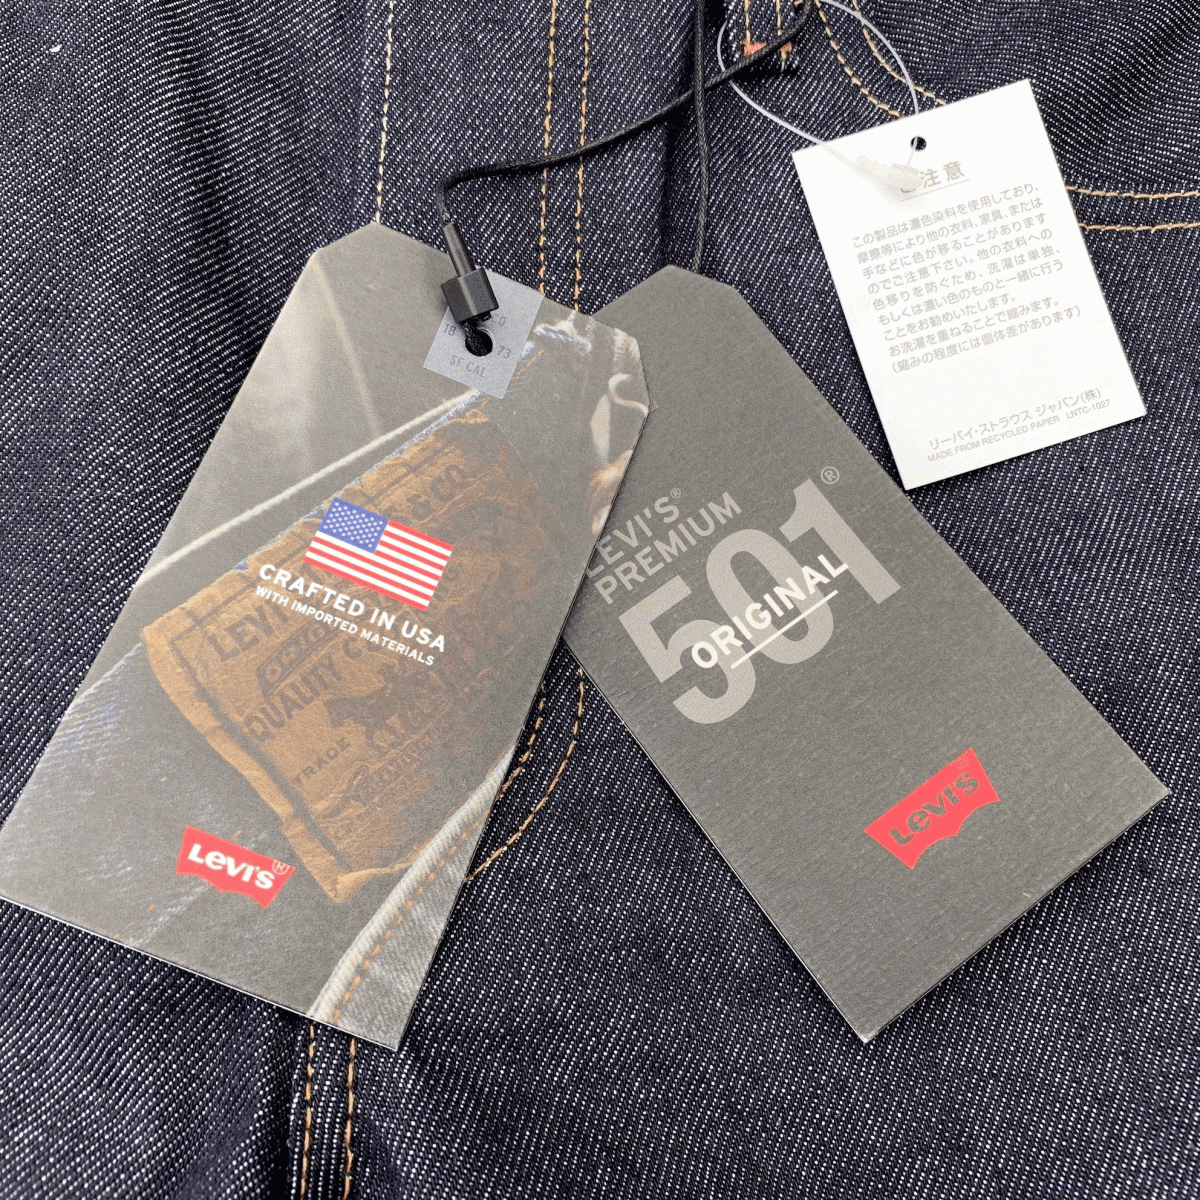 18
73
SF CAL
& CO.
CRAFTED IN USA
WITH IMPORTED MATERIALS
LEVI
QUALITY C
TRADE
LEVI'S®
LEVI'S®
PREMIUM
501®
ORIGINAL
LEVI'S
ご注意
この製品は濃色染料を使用しており、
摩擦等により他の衣料、家具、または
手などに色が移ることがあります
のでご注意下さい。他の衣料への
色移りを防ぐため、洗濯は単独、
もしくは濃い色のものと一緒に行う
ことをお勧めいたします。
お洗濯を重ねることで縮みます。
(縮みの程度には個体差があります)
リーバイ・ストラウス ジャパン(株)
MADE FROM RECYCLED PAPER LNTC-1027